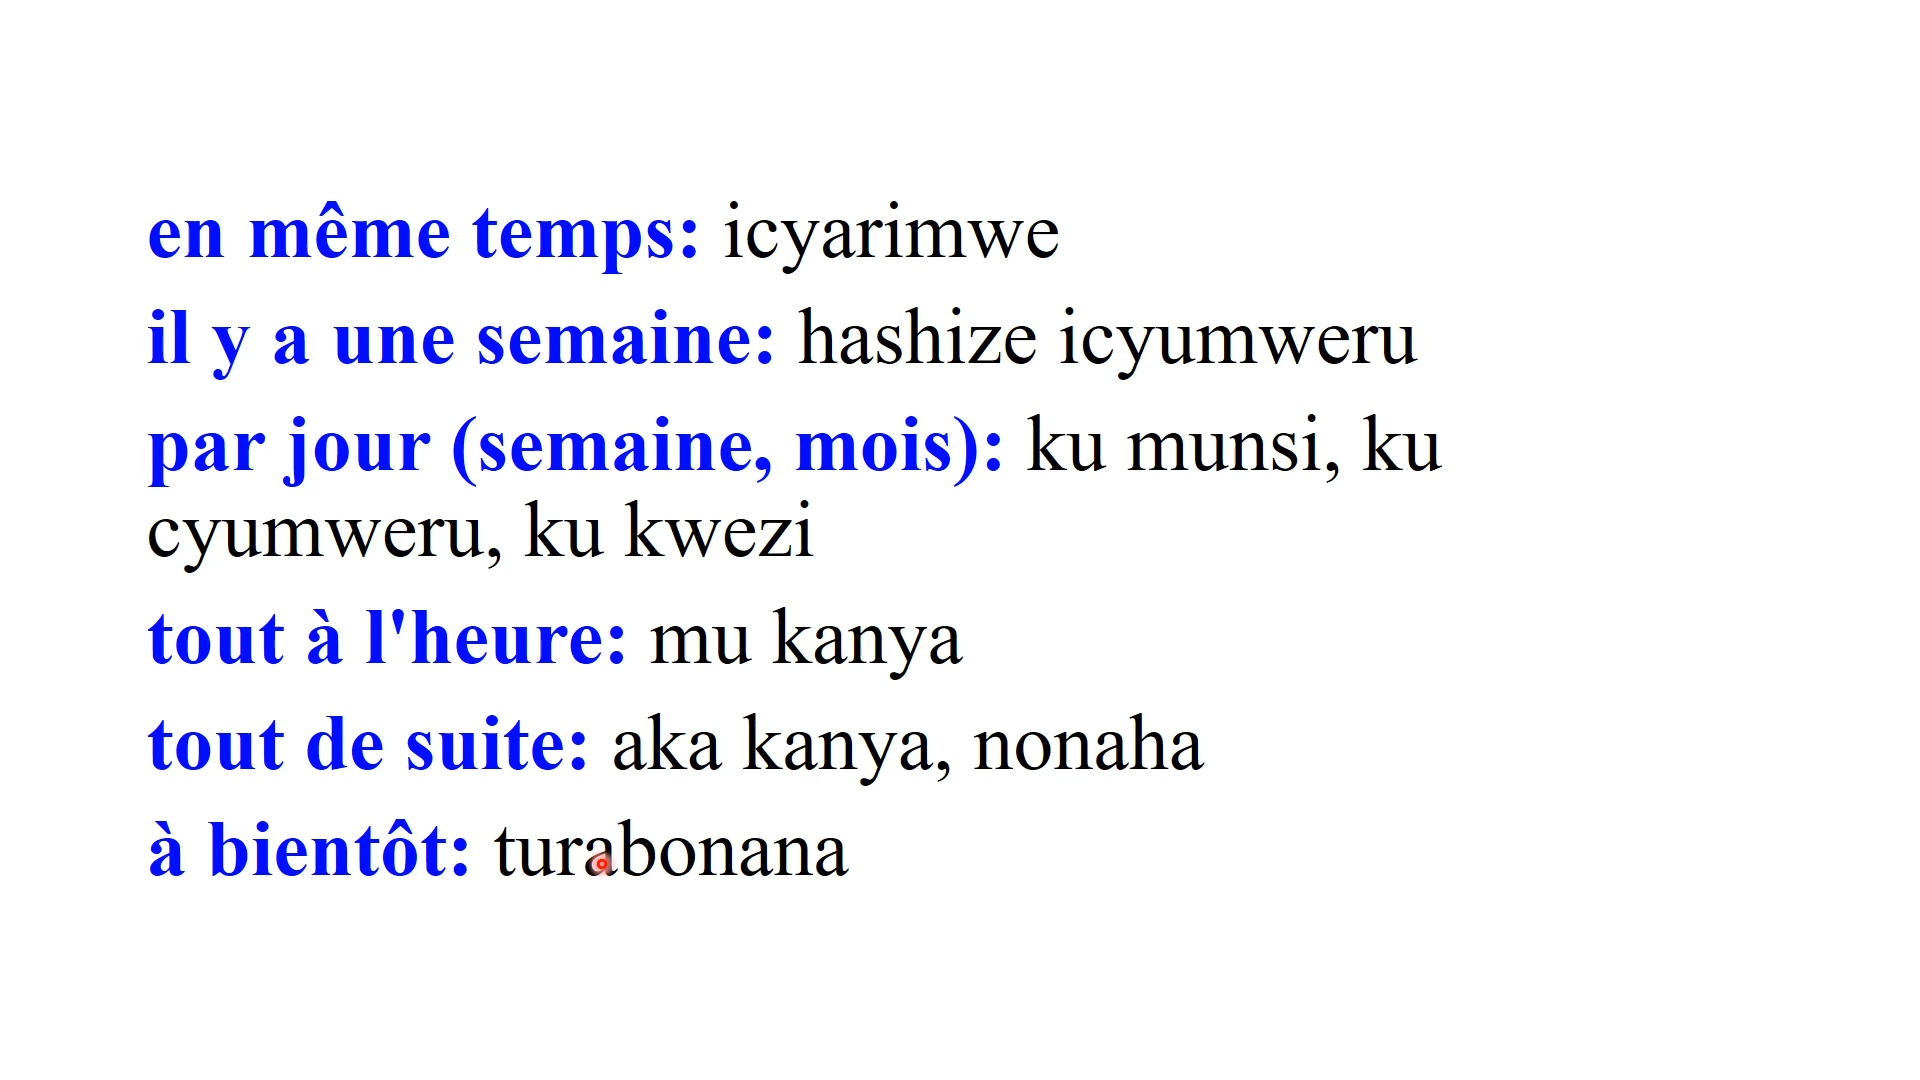 en même temps: icyarimwe
il y a une semaine: hashize icyumweru
par jour (semaine, mois): ku munsi, ku
cyumweru, ku kwezi
tout à l'heure: mu kanya
tout de suite: aka kanya, nonaha
à bientôt: turabonana